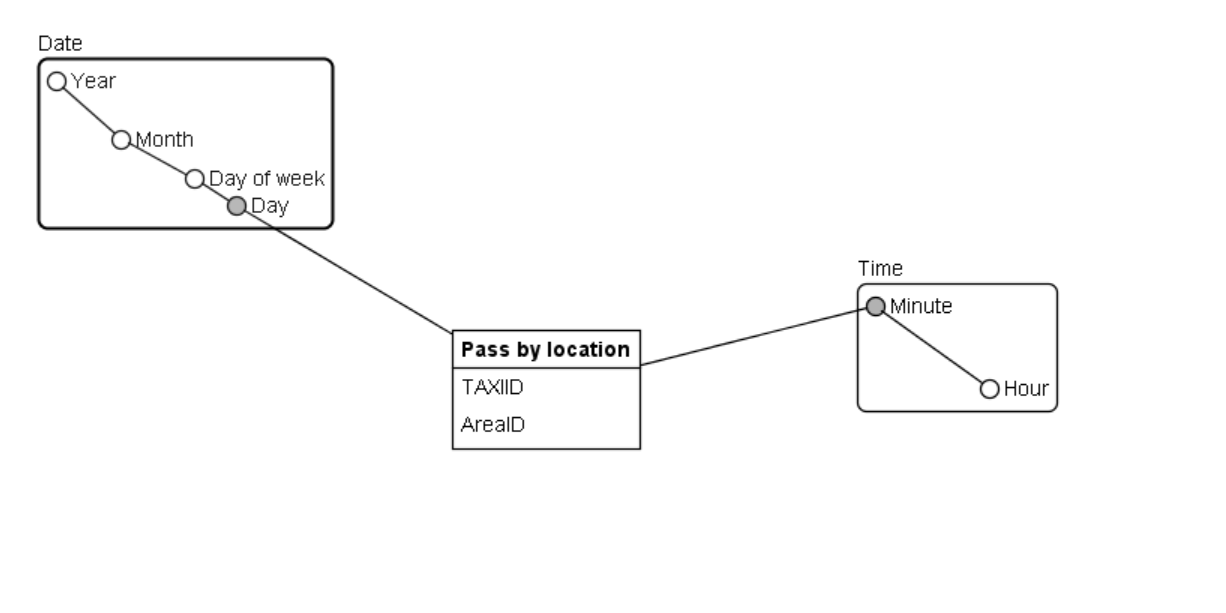 Date
Year
Month
Day of week
Day
Time
Minute
Hour
Pass by location
TAXIID
AreaID